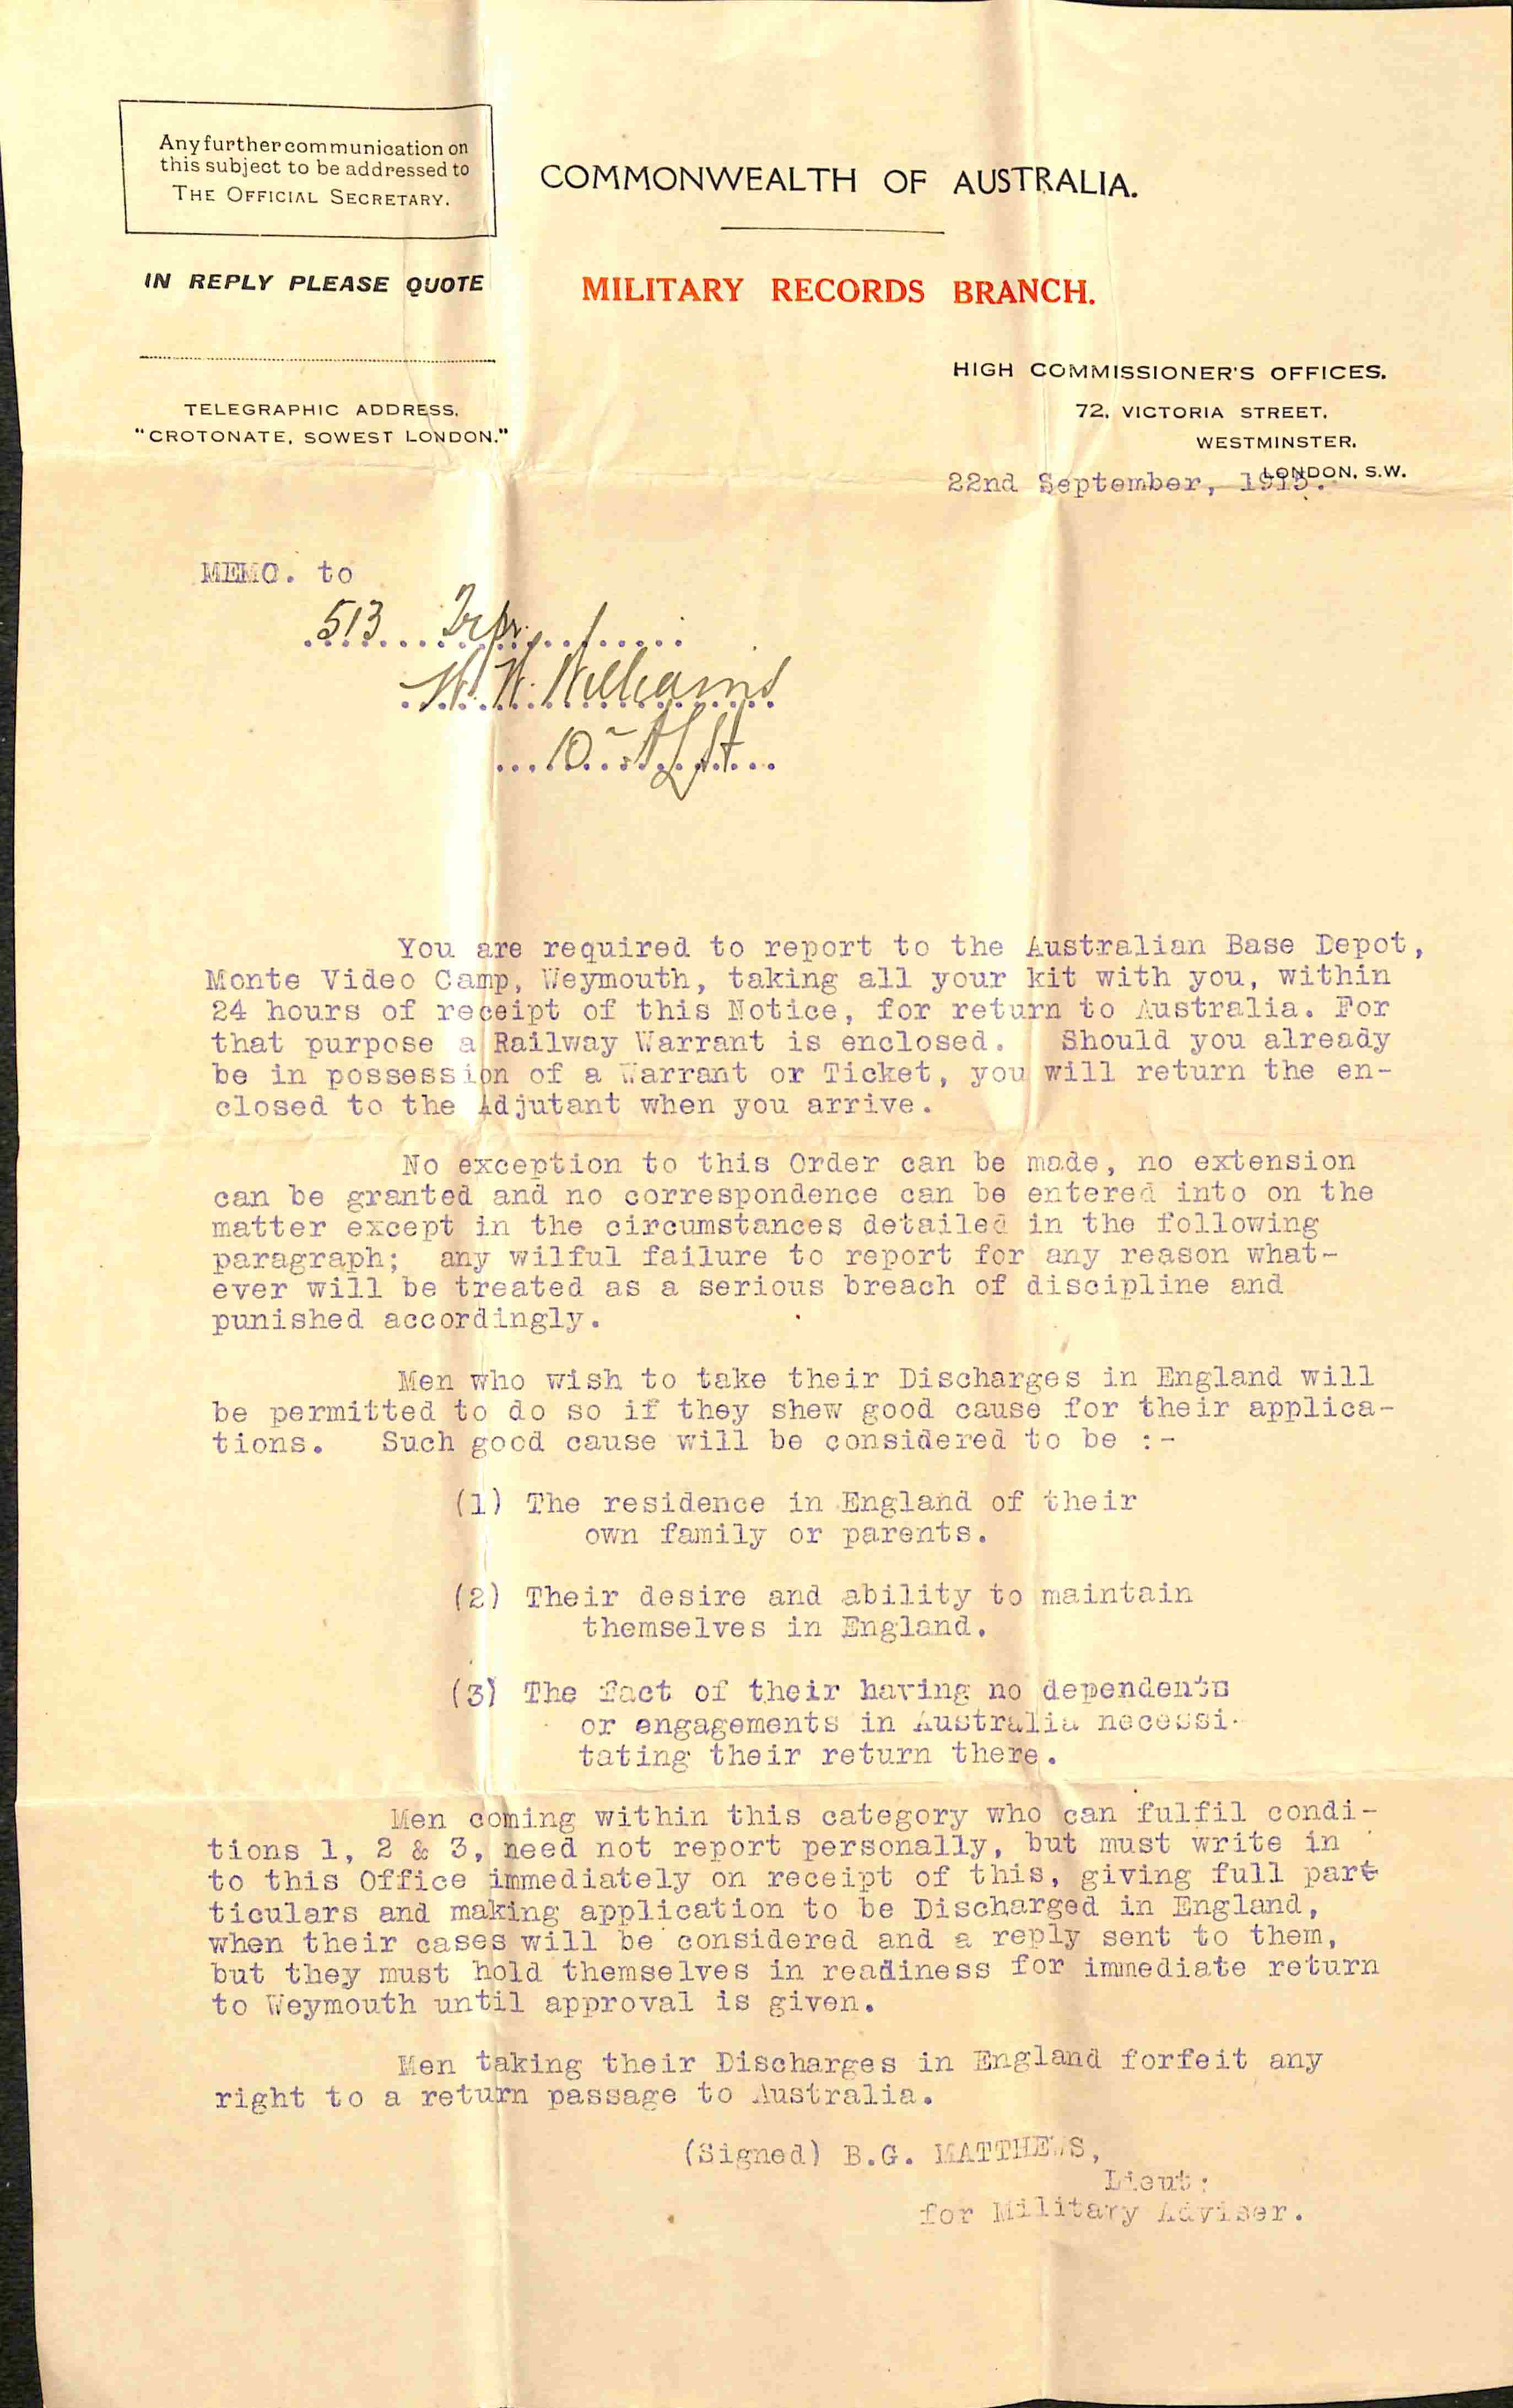 Any further communication on
this subject to be addressed to
THE OFFICIAL SECRETARY.
COMMONWEALTH OF AUSTRALIA.
IN REPLY PLEASE QUOTE
MILITARY RECORDS BRANCH.
HIGH COMMISSIONER'S OFFICES.
TELEGRAPHIC ADDRESS.
"CROTONATE, SOWEST LONDON."
72, VICTORIA STREET,
WESTMINSTER,
LONDON, S.W.
22nd September, 1915.
MEMO. to
513 Trpr.
W. Williams
10
You are required to report to the Australian Base Depot,
Monte Video Camp, Weymouth, taking all your kit with you, within
24 hours of receipt of this Notice, for return to Australia. For
that purpose a Railway Warrant is enclosed. Should you already
be in possession of a Warrant or Ticket, you will return the en-
closed to the Adjutant when you arrive.
No exception to this Order can be made, no extension
can be granted and no correspondence can be entered into on the
matter except in the circumstances detailed in the following
paragraph; any wilful failure to report for any reason what-
ever will be treated as a serious breach of discipline and
punished accordingly.
Men who wish to take their Discharges in England will
be permitted to do so if they shew good cause for their applica-
tions. Such good cause will be considered to be :-
(1) The residence in England of their
own family or parents.
(2) Their desire and ability to maintain
themselves in England.
(3) The fact of their having no dependents
or engagements in Australia necessi-
tating their return there.
Men coming within this category who can fulfil condi-
tions 1, 2 & 3, need not report personally, but must write in
to this Office immediately on receipt of this, giving full part
ticulars and making application to be Discharged in England,
when their cases will be considered and a reply sent to them,
but they must hold themselves in readiness for immediate return
to Weymouth until approval is given.
Men taking their Discharges in England forfeit any
right to a return passage to Australia.
(Signed) B.G. MATTHEWS,
Lieut:
for Military Adviser.